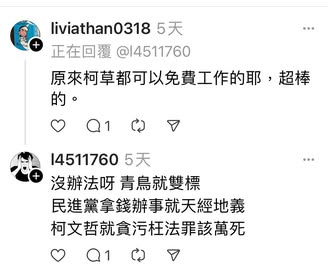 liviathan0318 5天
正在回覆 @l4511760
原來柯草都可以免費工作的耶，超棒
的。
1
l4511760 5天
沒辦法呀 青鳥就雙標
民進黨拿錢辦事就天經地義
柯文哲就貪污枉法罪該萬死
1